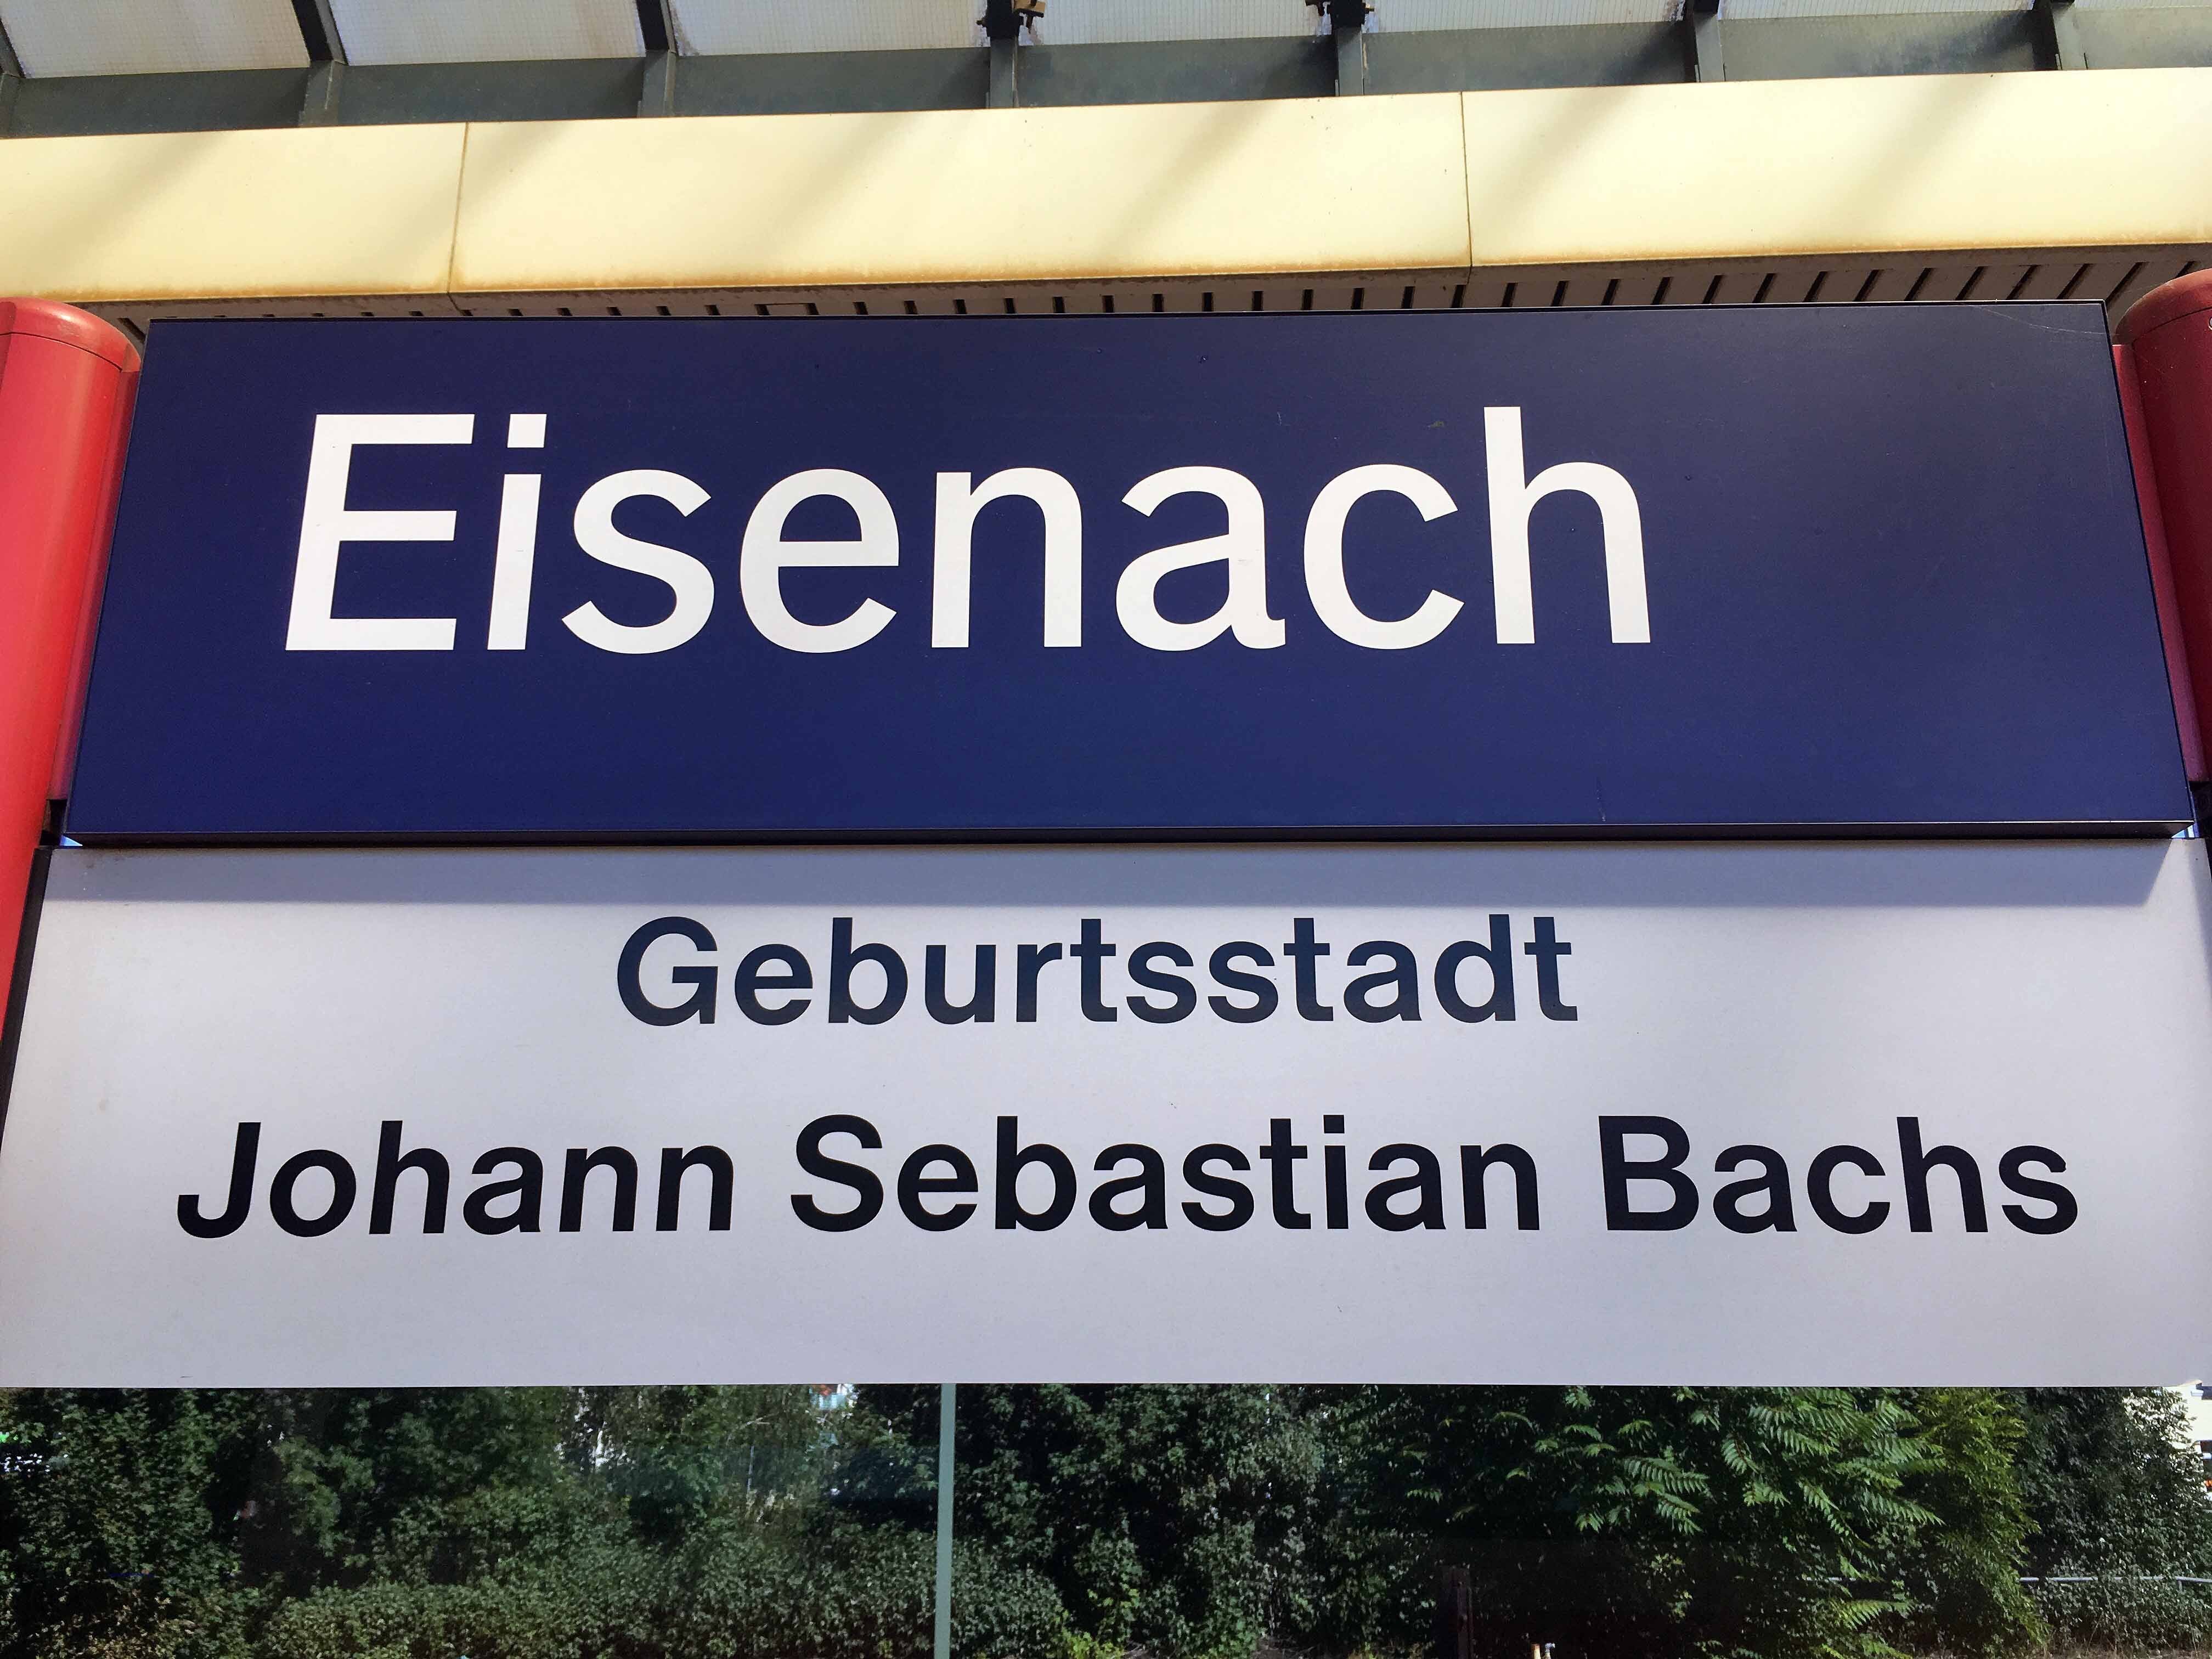 Eisenach
Geburtsstadt
Johann Sebastian Bachs